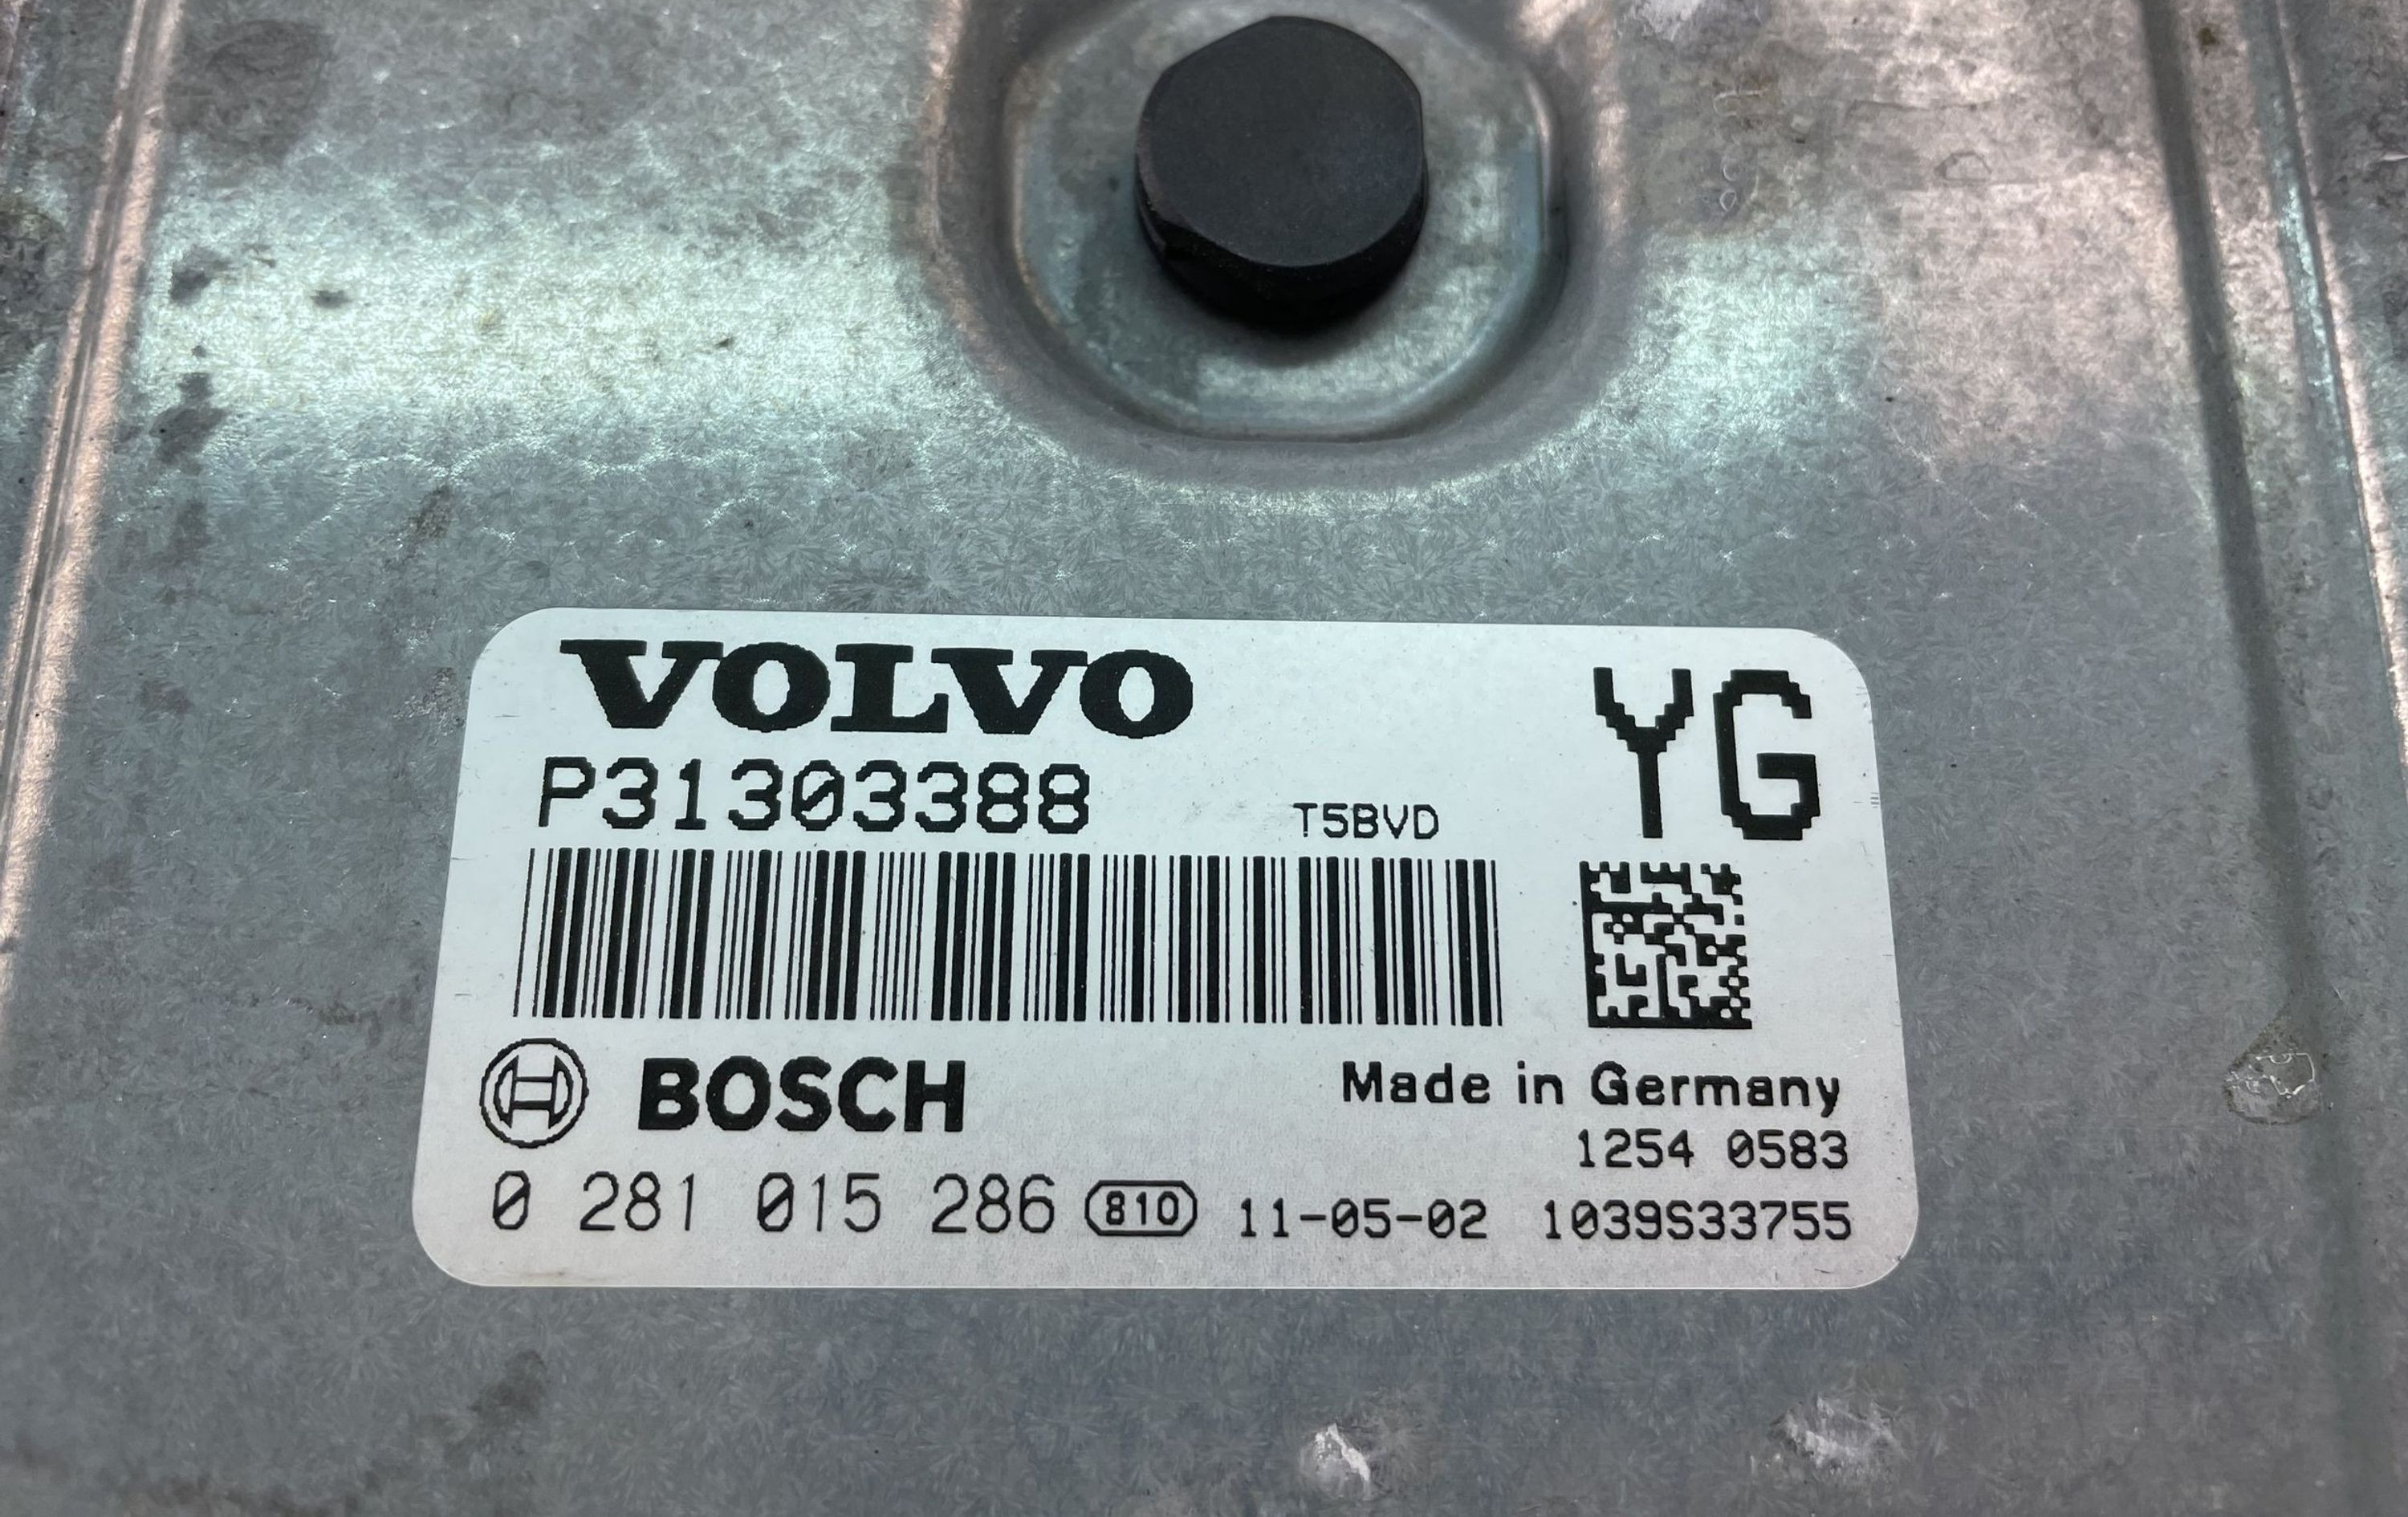 VOLVO
YG
P31303388 T5BVD
BOSCH
Made in Germany
1254 0583
0 281 015 286 810 11-05-02 1039S33755